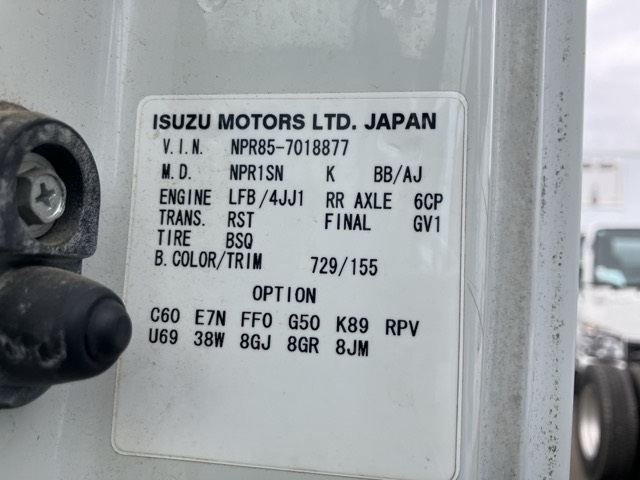 ISUZU MOTORS LTD. JAPAN
V.I.N. NPR85-7018877
M.D. NPR1SN K BB/AJ
ENGINE LFB/4JJ1 RR AXLE 6CP
TRANS. RST FINAL GV1
TIRE BSQ
B.COLOR/TRIM 729/155
OPTION
C60 E7N FF0 G50 K89 RPV
U69 38W 8GJ 8GR 8JM